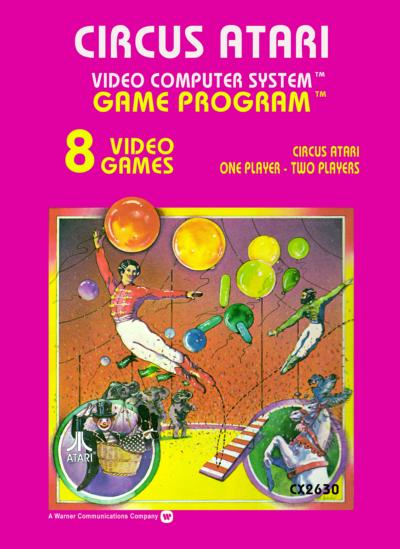 CIRCUS ATARI
VIDEO COMPUTER SYSTEM™
GAME PROGRAM™
8 VIDEO GAMES
CIRCUS ATARI
ONE PLAYER - TWO PLAYERS
ATARI
CX2630
A Warner Communications Company